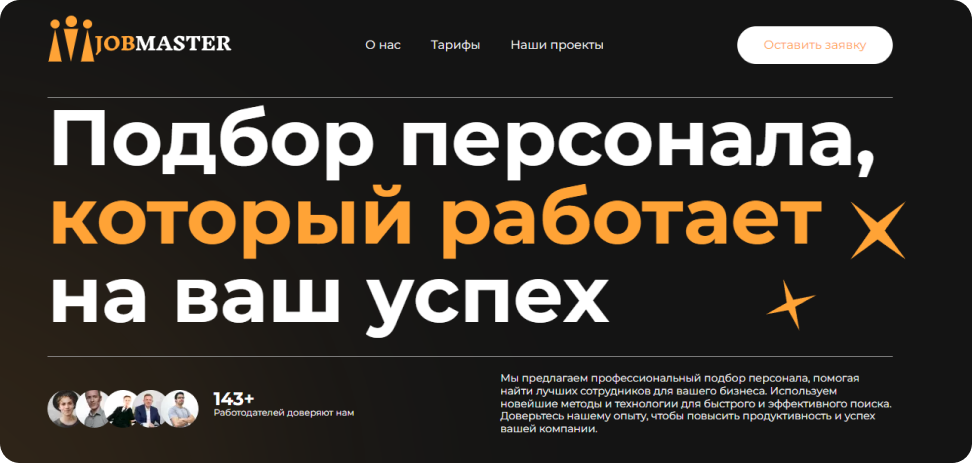 JOBMASTER
О нас
Тарифы
Наши проекты
Оставить заявку
Подбор персонала,
который работает
на ваш успех
143+
Работодателей доверяют нам
Мы предлагаем профессиональный подбор персонала, помогая
найти лучших сотрудников для вашего бизнеса. Используем
новейшие методы и технологии для быстрого и эффективного поиска.
Доверьтесь нашему опыту, чтобы повысить продуктивность и успех
вашей компании.